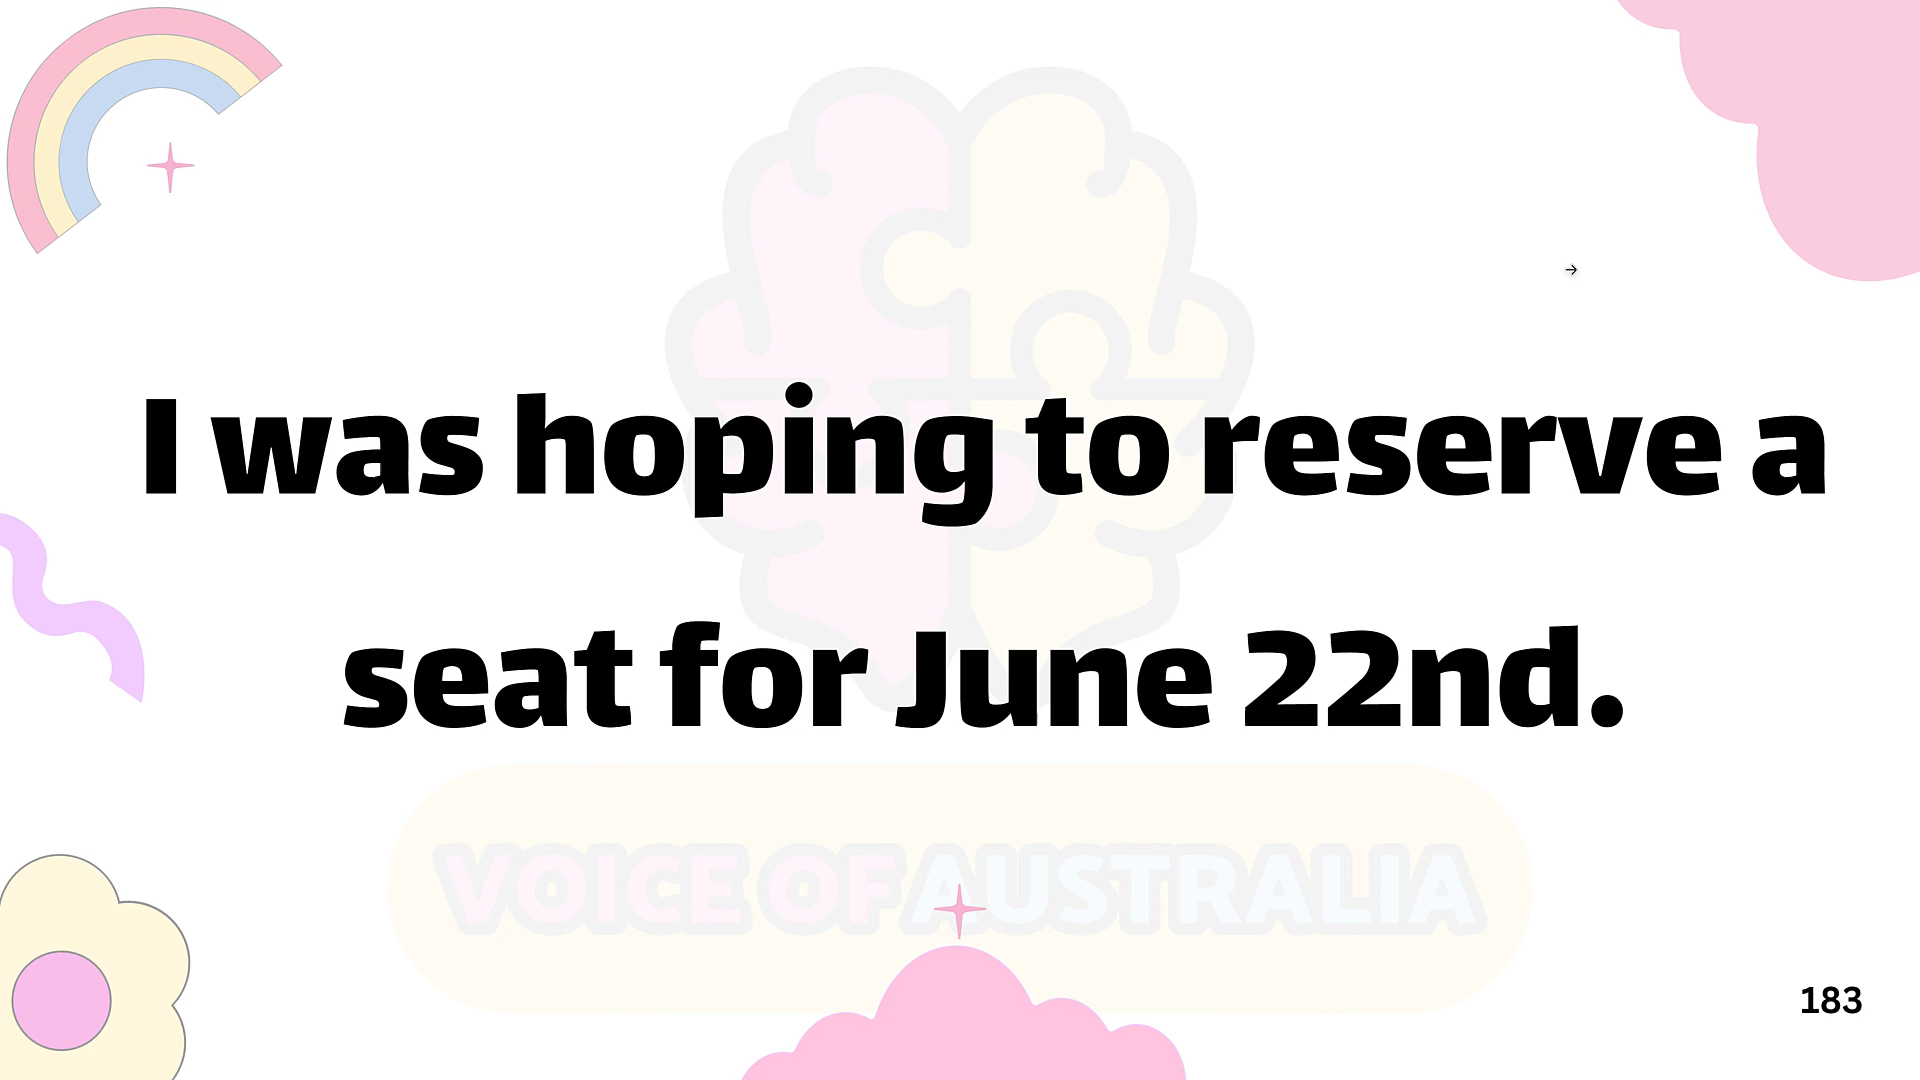 I was hoping to reserve a
seat for June 22nd.
VOICE OF AUSTRALIA
183